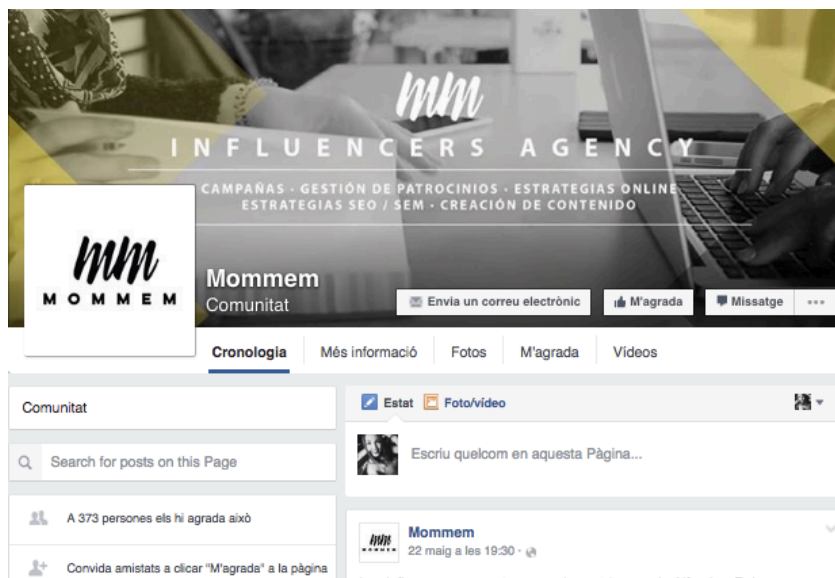 mm
INFLUENCERS AGENCY
CAMPAÑAS · GESTIÓN DE PATROCINIOS · ESTRATEGIAS ONLINE
ESTRATEGIAS SEO / SEM · CREACIÓN DE CONTENIDO
mm
MOMMEM
Mommem
Comunitat
Envia un correu electrònic
M'agrada
Missatge
Cronologia
Més informació
Fotos
M'agrada
Vídeos
Comunitat
Search for posts on this Page
A 373 persones els hi agrada això
Convida amistats a clicar "M'agrada" a la pàgina
Estat
Foto/vídeo
Escriu quelcom en aquesta Pàgina...
mm
MOMMEM
Mommem
22 maig a les 19:30 ·